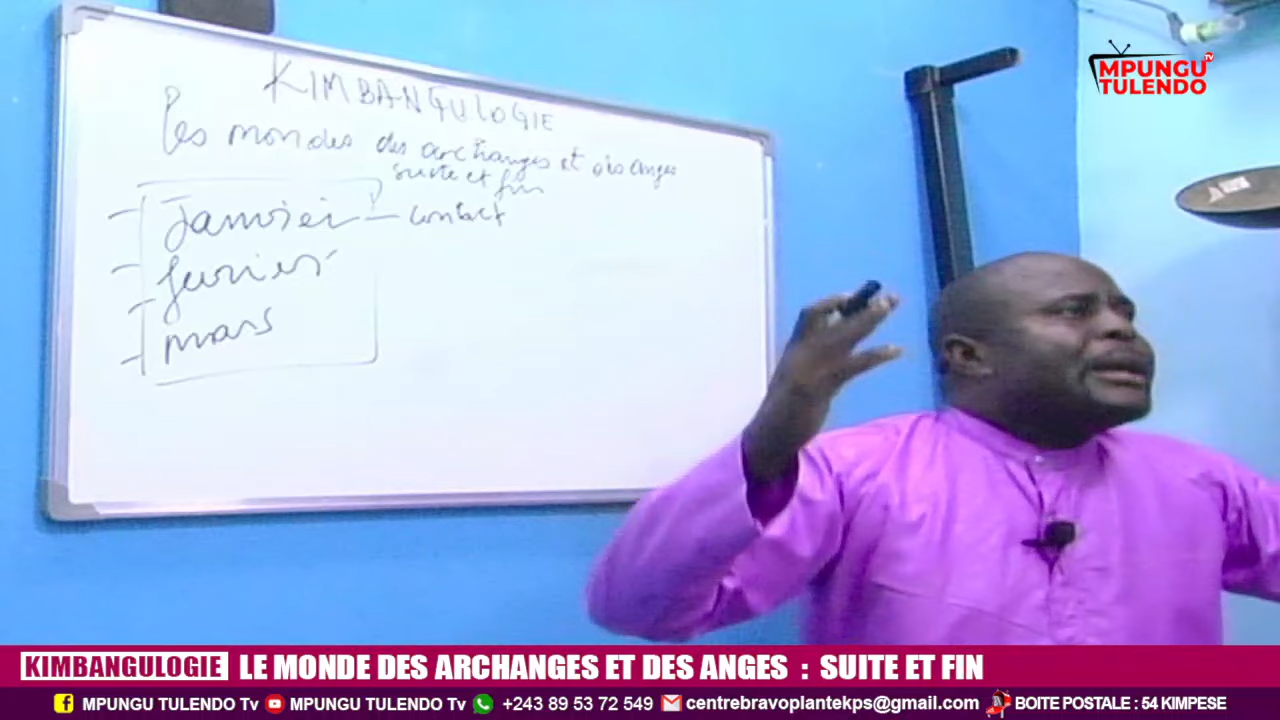 KIMBANGULOGIE
Les mondes des archanges et des anges
suite et fin
- Janvier - contact
- fevrier
- mars
-
MPUNGU TV
TULENDO
KIMBANGULOGIE LE MONDE DES ARCHANGES ET DES ANGES : SUITE ET FIN
MPUNGU TULENDO Tv MPUNGU TULENDO Tv +243 89 53 72 549 centrebravoplantekps@gmail.com BOITE POSTALE : 54 KIMPESE